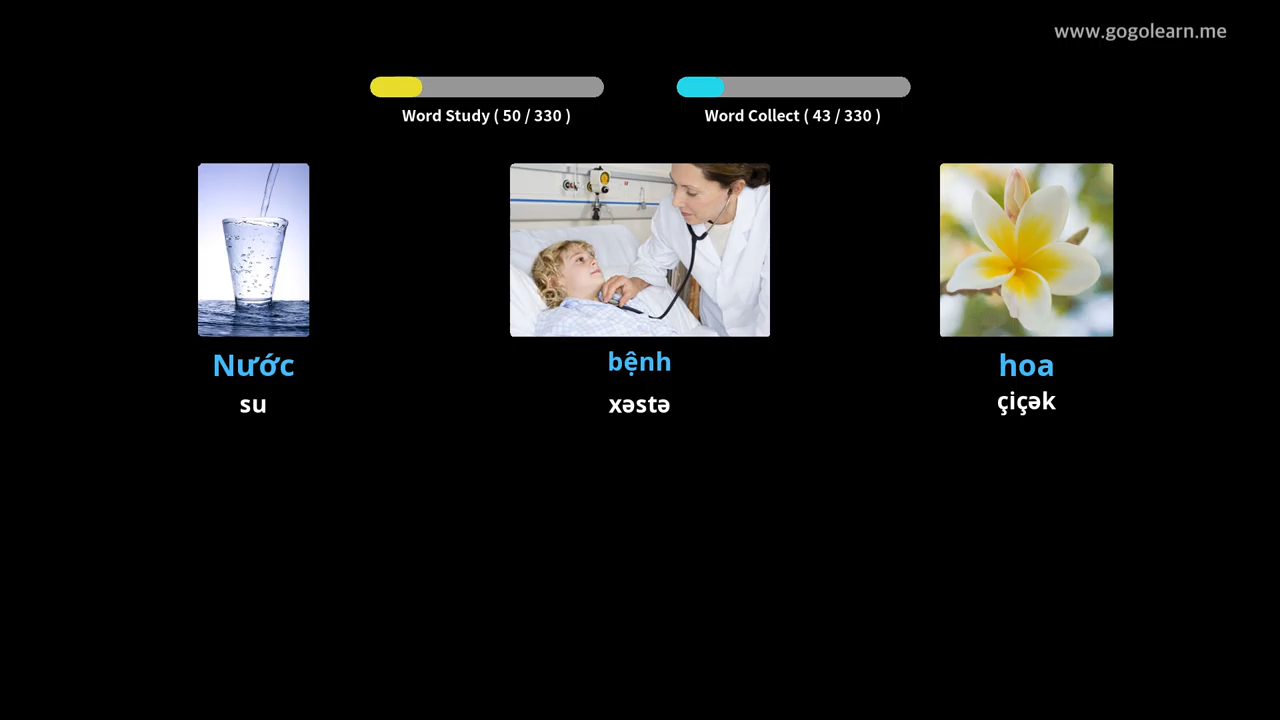 www.gogolearn.me
Word Study ( 50 / 330 )
Word Collect ( 43 / 330 )
Nước
su
bệnh
xəstə
hoa
çiçək